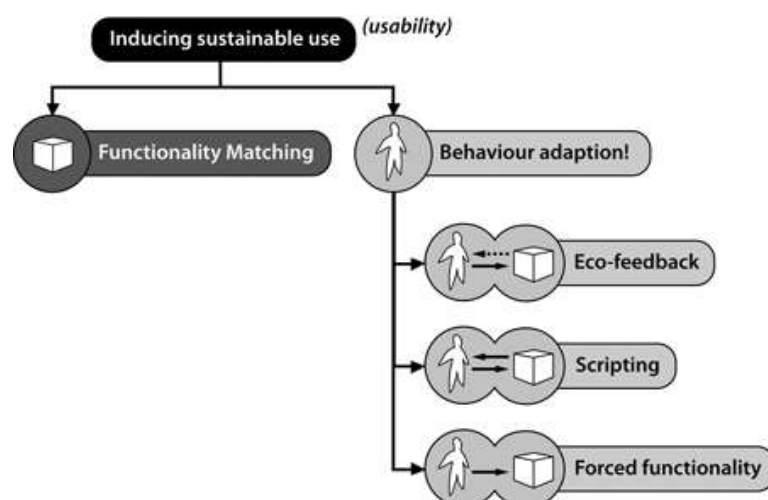 Inducing sustainable use (usability)
Functionality Matching
Behaviour adaption!
Eco-feedback
Scripting
Forced functionality